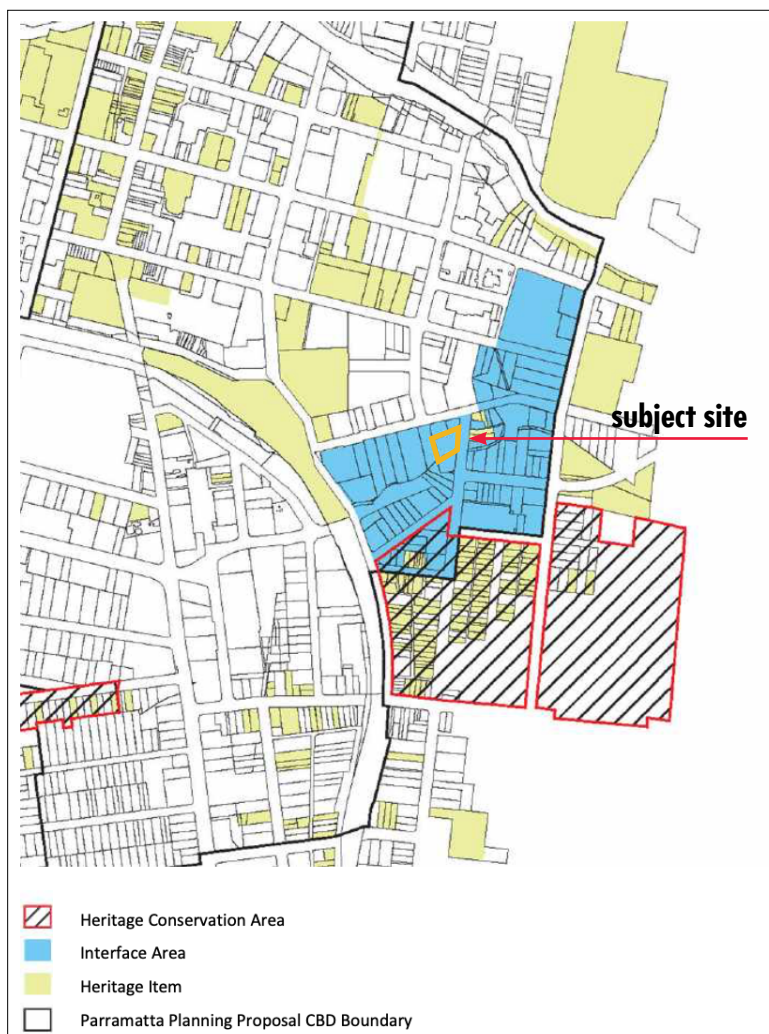 subject site
Heritage Conservation Area
Interface Area
Heritage Item
Parramatta Planning Proposal CBD Boundary